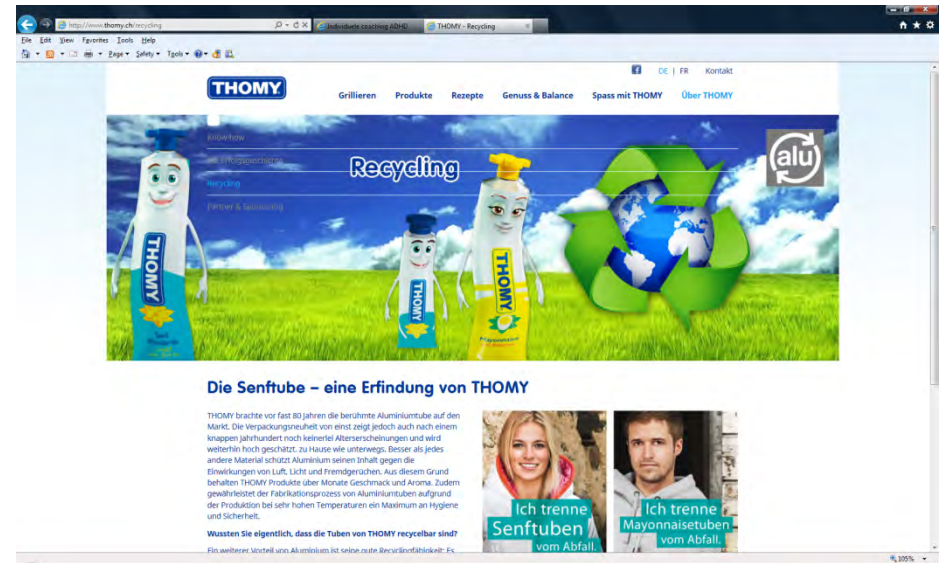 http://www.thomy.ch/recycling
Individuele coaching ADHD
THOMY - Recycling
File Edit View Favorites Tools Help
Page Safety Tools
DE | FR Kontakt
THOMY
Grillieren Produkte Rezepte Genuss & Balance Spass mit THOMY Über THOMY
Know-how
Erfolgsgeschichte
Recycling
Partner & Sponsoring
Recycling
alu
THOMY
THOMY
THOMY
Die Senftube – eine Erfindung von THOMY
THOMY brachte vor fast 80 Jahren die berühmte Aluminiumtube auf den
Markt. Die Verpackungsneuheit von einst zeigt jedoch auch nach einem
knappen Jahrhundert noch keinerlei Alterserscheinungen und wird
weiterhin hoch geschätzt, zu Hause wie unterwegs. Besser als jedes
andere Material schützt Aluminium seinen Inhalt gegen die
Einwirkungen von Luft, Licht und Fremdgerüchen. Aus diesem Grund
behalten THOMY Produkte über Monate Geschmack und Aroma. Zudem
gewährleistet der Fabrikationsprozess von Aluminiumtuben aufgrund
der Produktion bei sehr hohen Temperaturen ein Maximum an Hygiene
und Sicherheit.
Wussten Sie eigentlich, dass die Tuben von THOMY recycelbar sind?
Ein weiterer Vorteil von Aluminium ist seine gute Recyclingfähigkeit: Es
Ich trenne
Senftuben
vom Abfall.
Ich trenne
Mayonnaisetuben
vom Abfall.
105%